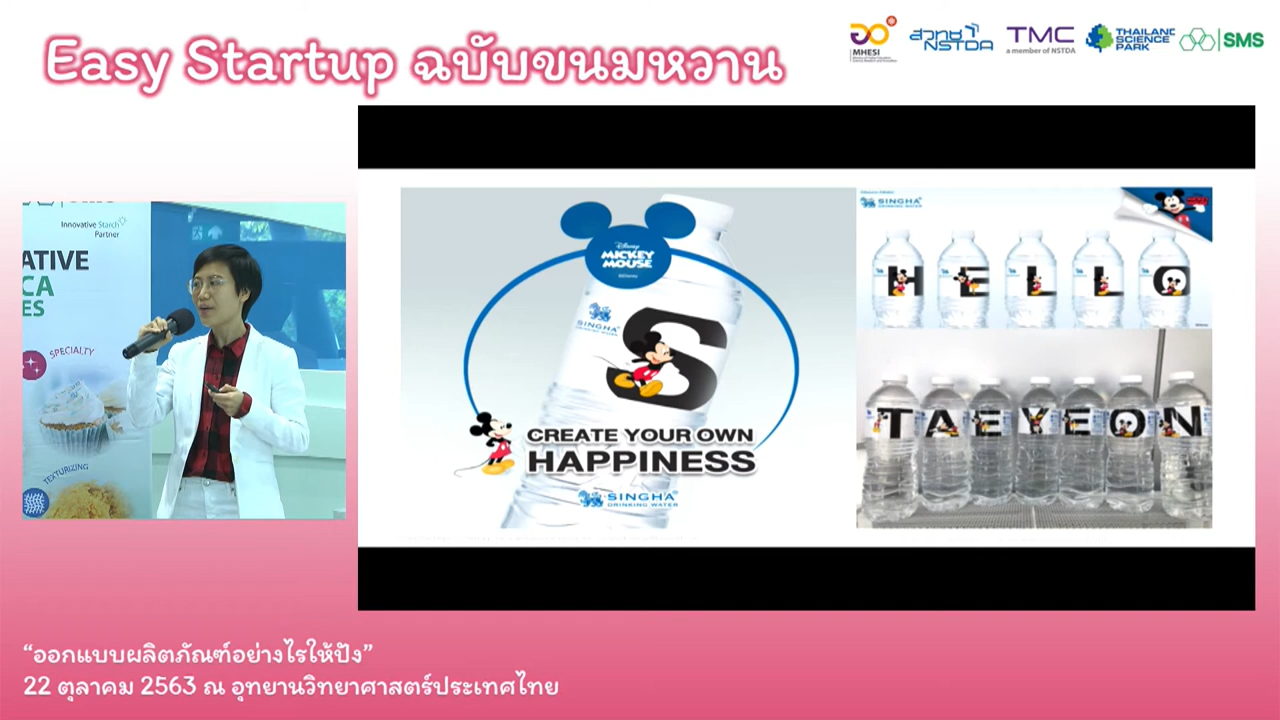 Easy Startup ฉบับขนมหวาน
MHESI
สวทช
NSTDA
TMC
a member of NSTDA
THAILAND
SCIENCE
PARK
SMS
Innovative Starch
Partner
ATIVE
CA
ES
SPECIALTY
TEXTURIZING
Disney
MICKEY
MOUSE
©Disney
SINGHA
DRINKING WATER
S
CREATE YOUR OWN
HAPPINESS
SINGHA
DRINKING WATER
SINGHA
DRINKING WATER
HELLO
TAEYEON
“ออกแบบผลิตภัณฑ์อย่างไรให้ปัง”
22 ตุลาคม 2563 ณ อุทยานวิทยาศาสตร์ประเทศไทย